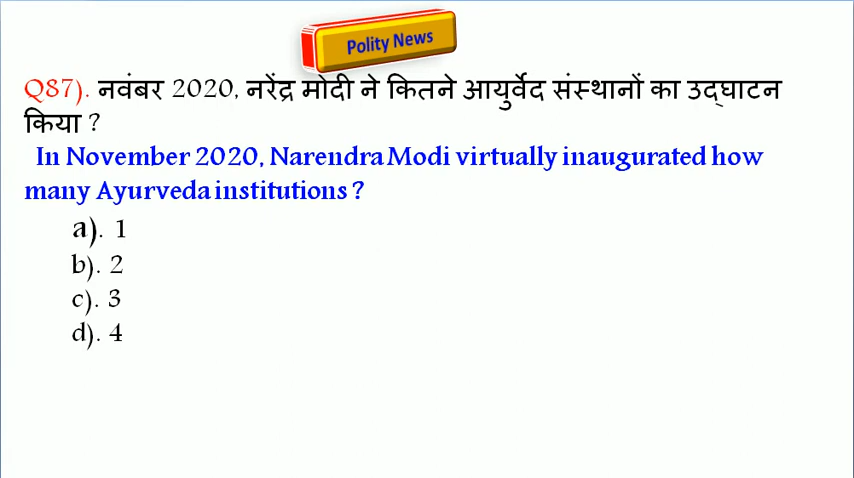 Polity News
Q87). नवंबर 2020, नरेंद्र मोदी ने कितने आयुर्वेद संस्थानों का उद्घाटन
किया ?
In November 2020, Narendra Modi virtually inaugurated how
many Ayurveda institutions ?
a). 1
b). 2
c). 3
d). 4